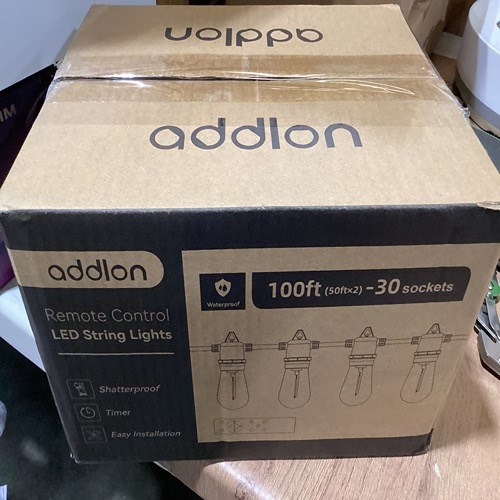 addlon
addlon
addlon
Remote Control
LED String Lights
Shatterproof
Timer
Easy Installation
Waterproof
100ft (50ft×2) -30 sockets